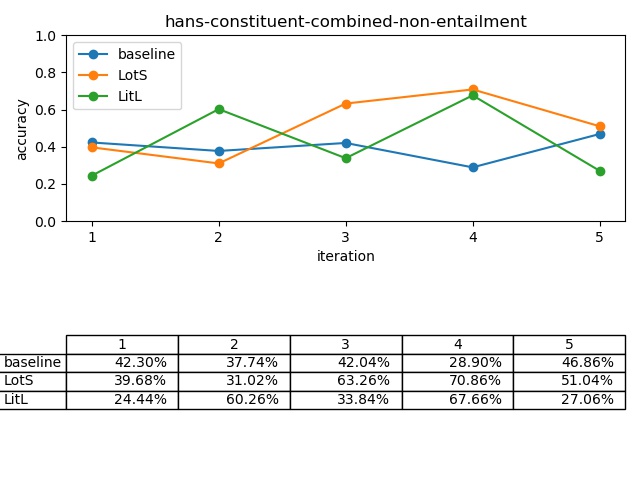 hans-constituent-combined-non-entailment
1.0
0.8
0.6
0.4
0.2
0.0
accuracy
baseline
LotS
LitL
1 2 3 4 5
iteration
1 2 3 4 5
baseline 42.30% 37.74% 42.04% 28.90% 46.86%
LotS 39.68% 31.02% 63.26% 70.86% 51.04%
LitL 24.44% 60.26% 33.84% 67.66% 27.06%